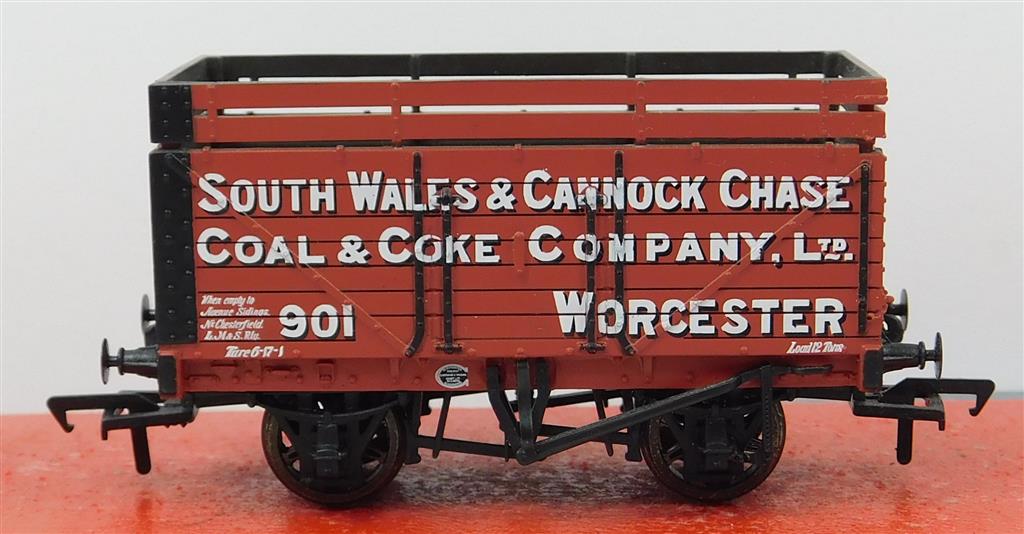 SOUTH WALES & CANNOCK CHASE
COAL & COKE COMPANY, LTD.
When empty to
Avenue Sidings,
Nr Chesterfield.
L.M.& S. Rly.
901
WORCESTER
Tare 6-17-1
Load 12 Tons